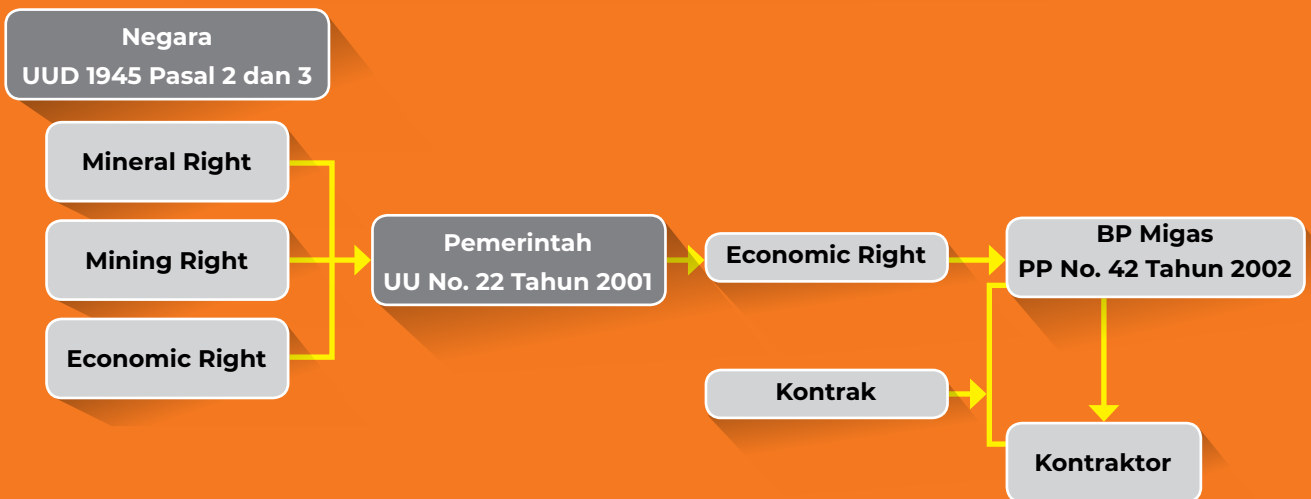 Negara
UUD 1945 Pasal 2 dan 3
Mineral Right
Mining Right
Economic Right
Pemerintah
UU No. 22 Tahun 2001
Economic Right
BP Migas
PP No. 42 Tahun 2002
Kontrak
Kontraktor